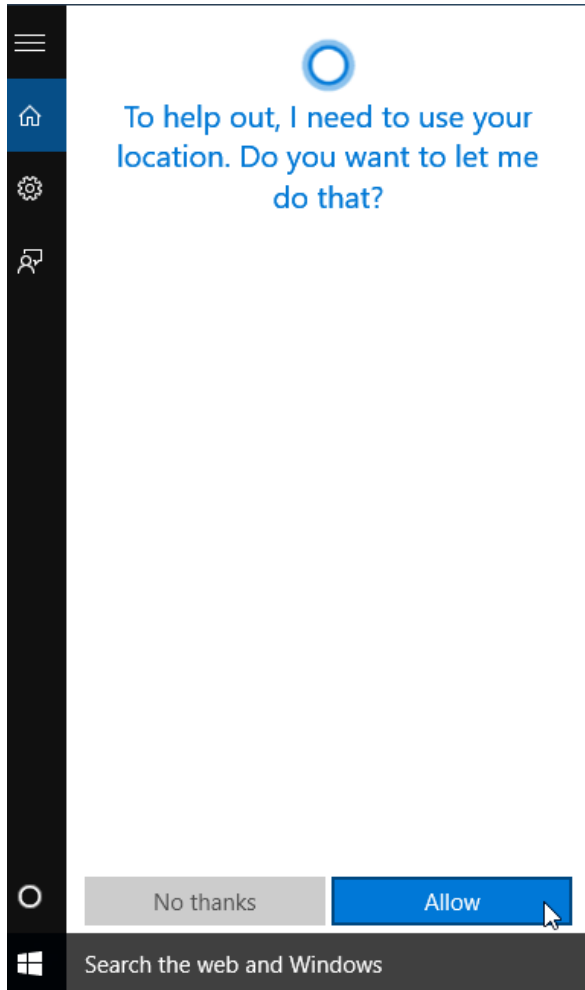 To help out, I need to use your
location. Do you want to let me
do that?
No thanks
Allow
Search the web and Windows